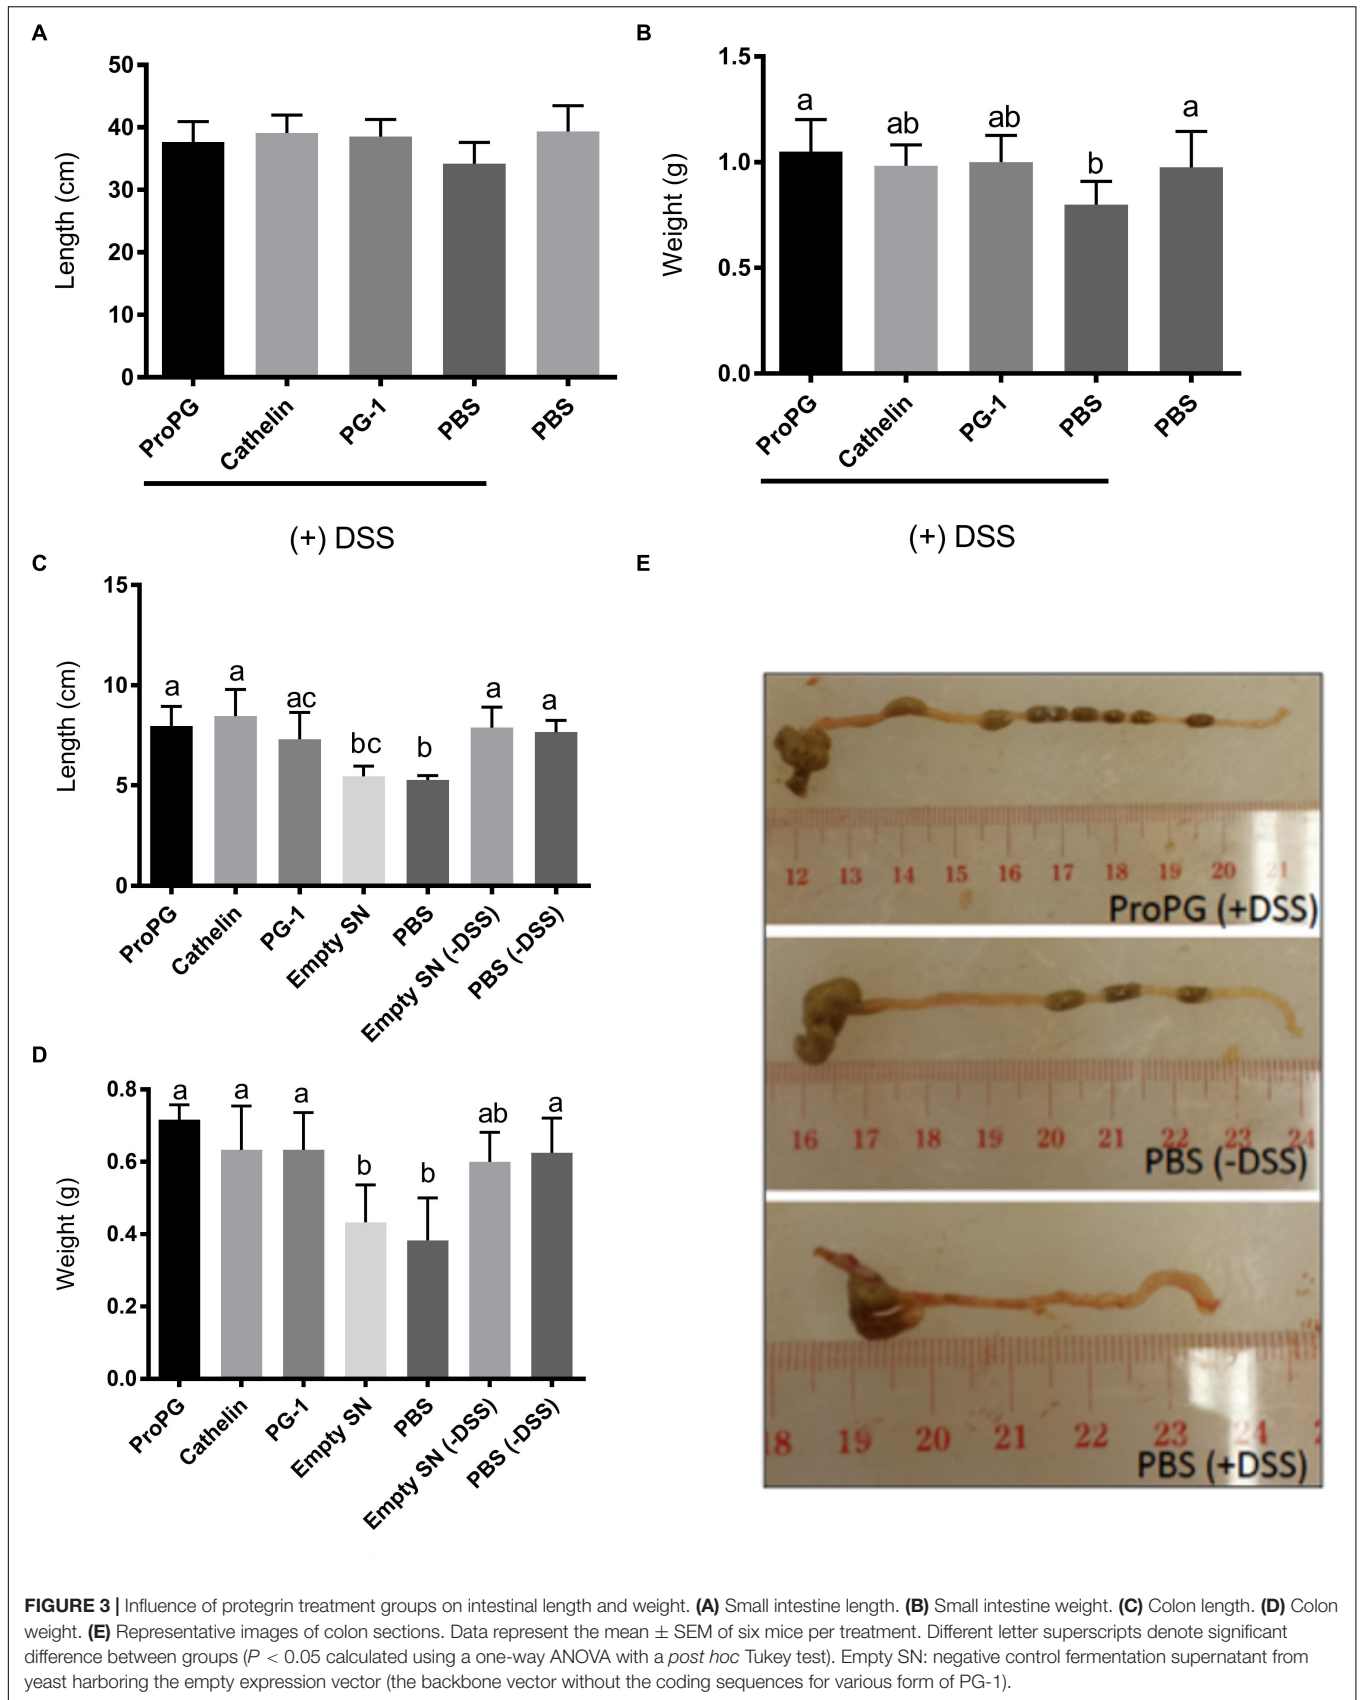 A
50
40
30
20
10
0
Length (cm)
ProPG
Cathelin
PG-1
PBS
PBS
(+) DSS
B
1.5
1.0
0.5
0.0
Weight (g)
a
ab
ab
b
a
ProPG
Cathelin
PG-1
PBS
PBS
(+) DSS
C
15
10
5
0
Length (cm)
a
a
ac
bc
b
a
a
ProPG
Cathelin
PG-1
Empty SN
PBS
Empty SN (-DSS)
PBS (-DSS)
D
0.8
0.6
0.4
0.2
0.0
Weight (g)
a
a
a
b
b
ab
a
ProPG
Cathelin
PG-1
Empty SN
PBS
Empty SN (-DSS)
PBS (-DSS)
E
12 13 14 15 16 17 18 19 20 21
ProPG (+DSS)
16 17 18 19 20 21 22 23 24
PBS (-DSS)
18 19 20 21 22 23 24
PBS (+DSS)
FIGURE 3 | Influence of protegrin treatment groups on intestinal length and weight. (A) Small intestine length. (B) Small intestine weight. (C) Colon length. (D) Colon
weight. (E) Representative images of colon sections. Data represent the mean ± SEM of six mice per treatment. Different letter superscripts denote significant
difference between groups (P < 0.05 calculated using a one-way ANOVA with a post hoc Tukey test). Empty SN: negative control fermentation supernatant from
yeast harboring the empty expression vector (the backbone vector without the coding sequences for various form of PG-1).